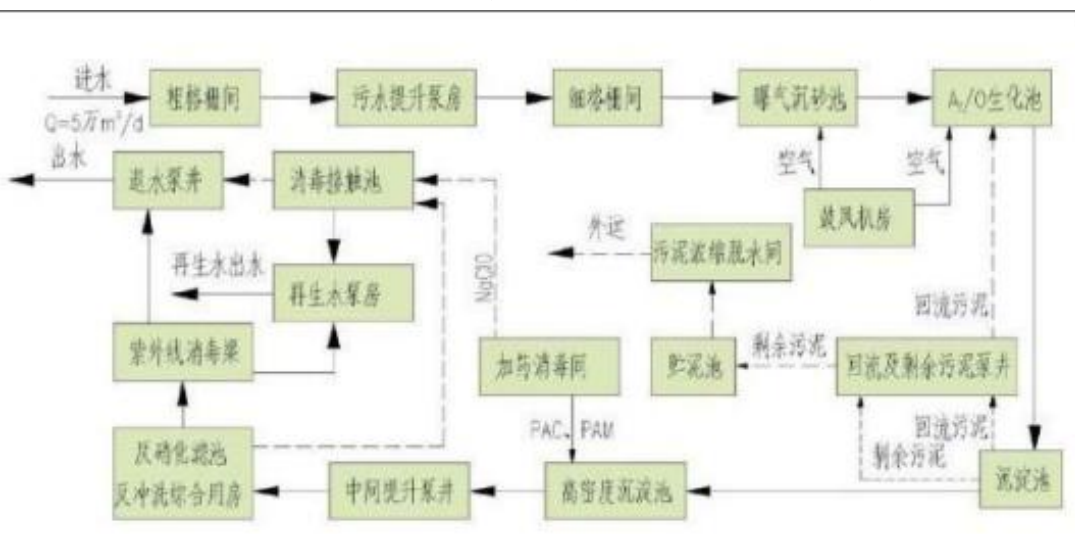 进水
Q=5万m³/d
粗格栅间
污水提升泵房
细格栅间
曝气沉砂池
A₂/O生化池
出水
退水泵井
消毒接触池
空气
空气
鼓风机房
外运
污泥浓缩脱水间
再生水出水
再生水泵房
NaClO
回流污泥
紫外线消毒渠
加药消毒间
贮泥池
剩余污泥
回流及剩余污泥泵井
PAC、PAM
回流污泥
剩余污泥
反硝化滤池
反冲洗综合用房
中间提升泵井
高密度沉淀池
沉淀池